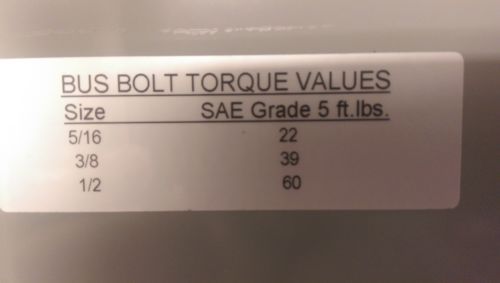 BUS BOLT TORQUE VALUES
Size SAE Grade 5 ft.lbs.
5/16 22
3/8 39
1/2 60